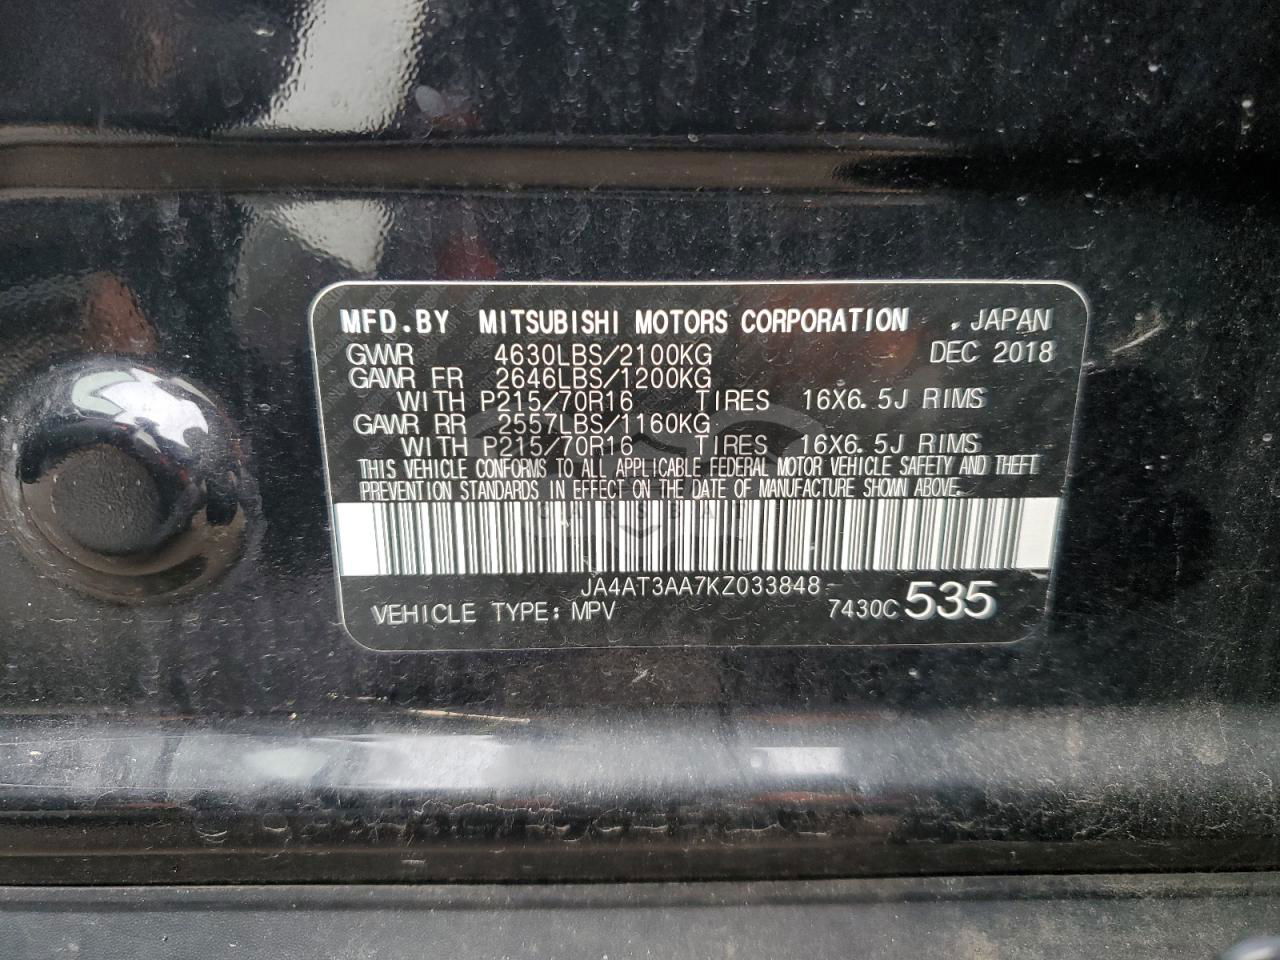 MFD.BY MITSUBISHI MOTORS CORPORATION , JAPAN
GVWR 4630LBS/2100KG DEC 2018
GAWR FR 2646LBS/1200KG
WITH P215/70R16 TIRES 16X6.5J RIMS
GAWR RR 2557LBS/1160KG
WITH P215/70R16 TIRES 16X6.5J RIMS
THIS VEHICLE CONFORMS TO ALL APPLICABLE FEDERAL MOTOR VEHICLE SAFETY AND THEFT
PREVENTION STANDARDS IN EFFECT ON THE DATE OF MANUFACTURE SHOWN ABOVE.
JA4AT3AA7KZ033848
VEHICLE TYPE: MPV 7430C 535